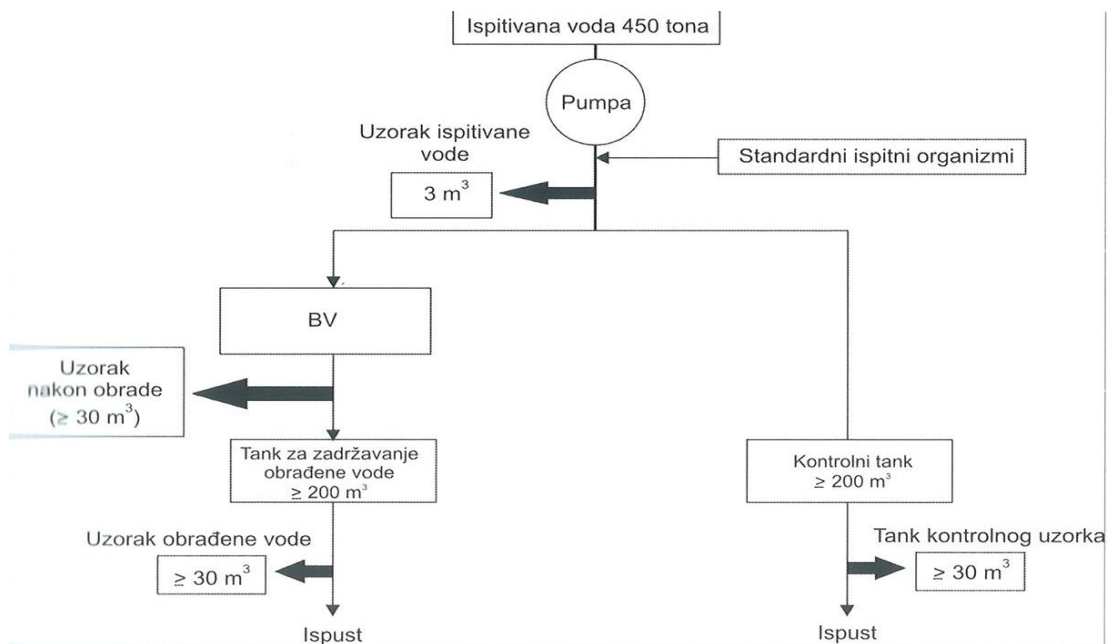 Ispitivana voda 450 tona
Pumpa
Uzorak ispitivane
vode
3 m³
Standardni ispitni organizmi
BV
Uzorak
nakon obrade
(≥ 30 m³)
Tank za zadržavanje
obrađene vode
≥ 200 m³
Kontrolni tank
≥ 200 m³
Uzorak obrađene vode
≥ 30 m³
Tank kontrolnog uzorka
≥ 30 m³
Ispust
Ispust